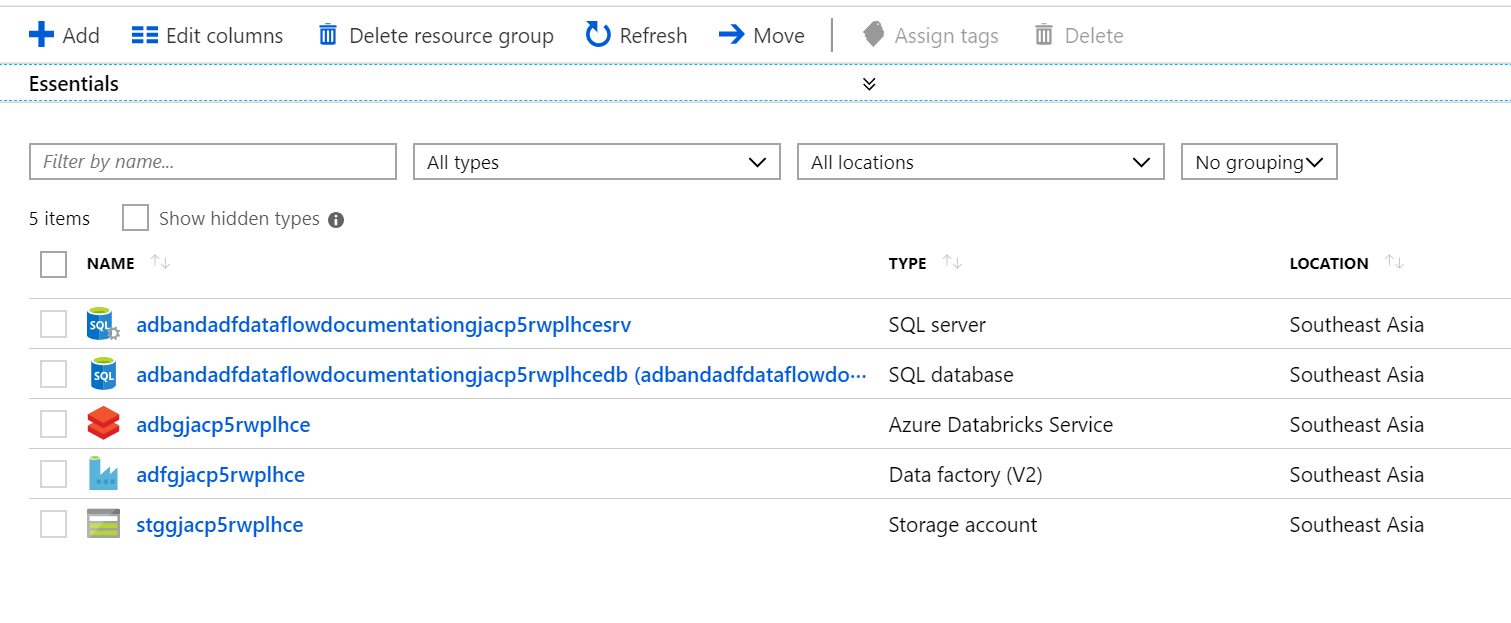 Add Edit columns Delete resource group Refresh Move Assign tags Delete
Essentials
Filter by name... All types All locations No grouping
5 items Show hidden types
NAME TYPE LOCATION
SQL adbandadfdataflowdocumentationgjacp5rwplhcesrv SQL server Southeast Asia
SQL adbandadfdataflowdocumentationgjacp5rwplhcedb (adbandadfdataflowdo... SQL database Southeast Asia
adbgjacp5rwplhce Azure Databricks Service Southeast Asia
adfgjacp5rwplhce Data factory (V2) Southeast Asia
stggjacp5rwplhce Storage account Southeast Asia